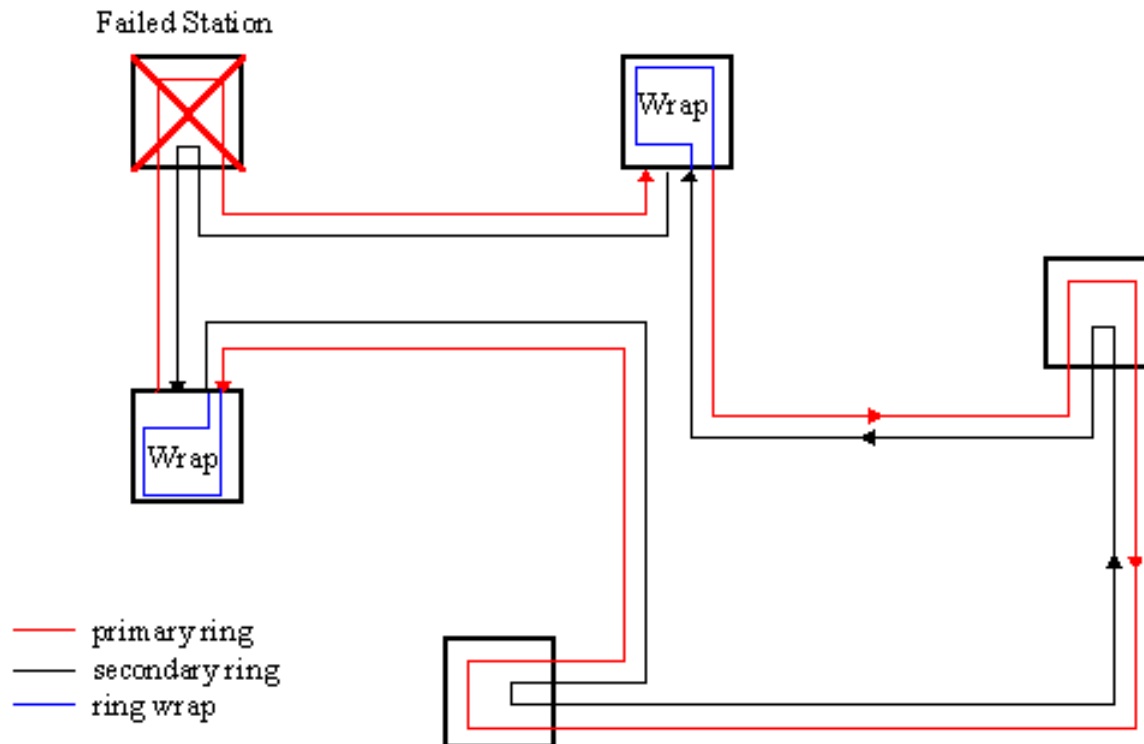 Failed Station
Wrap
Wrap
primary ring
secondary ring
ring wrap